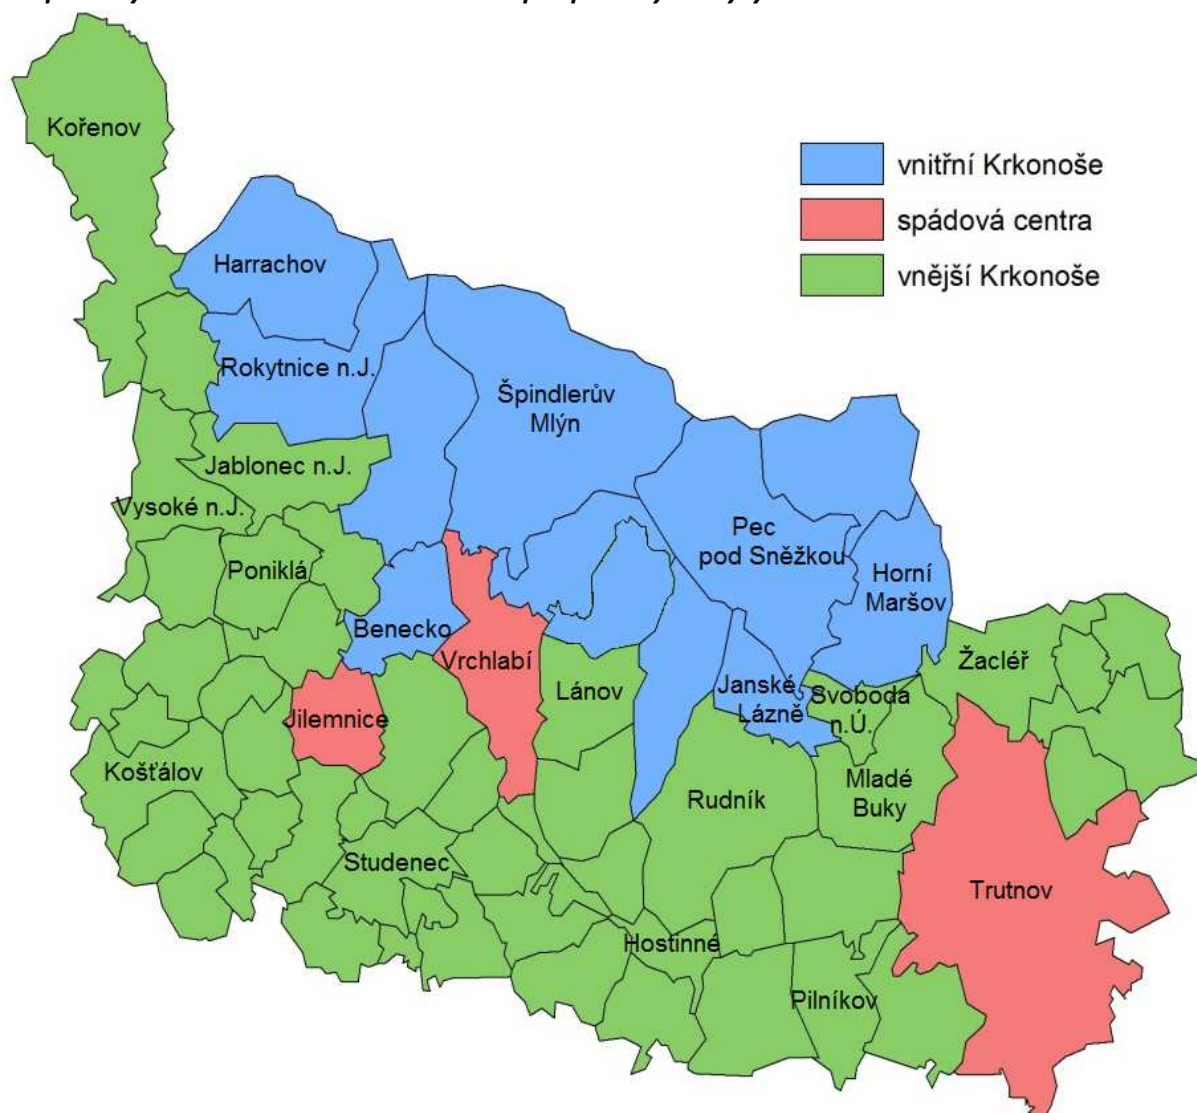 Kořenov
vnitřní Krkonoše
spádová centra
vnější Krkonoše
Harrachov
Rokytnice n.J.
Špindlerův
Mlýn
Jablonec n.J.
Vysoké n.J.
Pec
pod Sněžkou
Poniklá
Horní
Maršov
Benecko
Vrchlabí
Žacléř
Lánov
Janské
Lázně
Svoboda
n.Ú.
Jilemnice
Košťálov
Mladé
Buky
Rudník
Studenec
Trutnov
Hostinné
Pilníkov